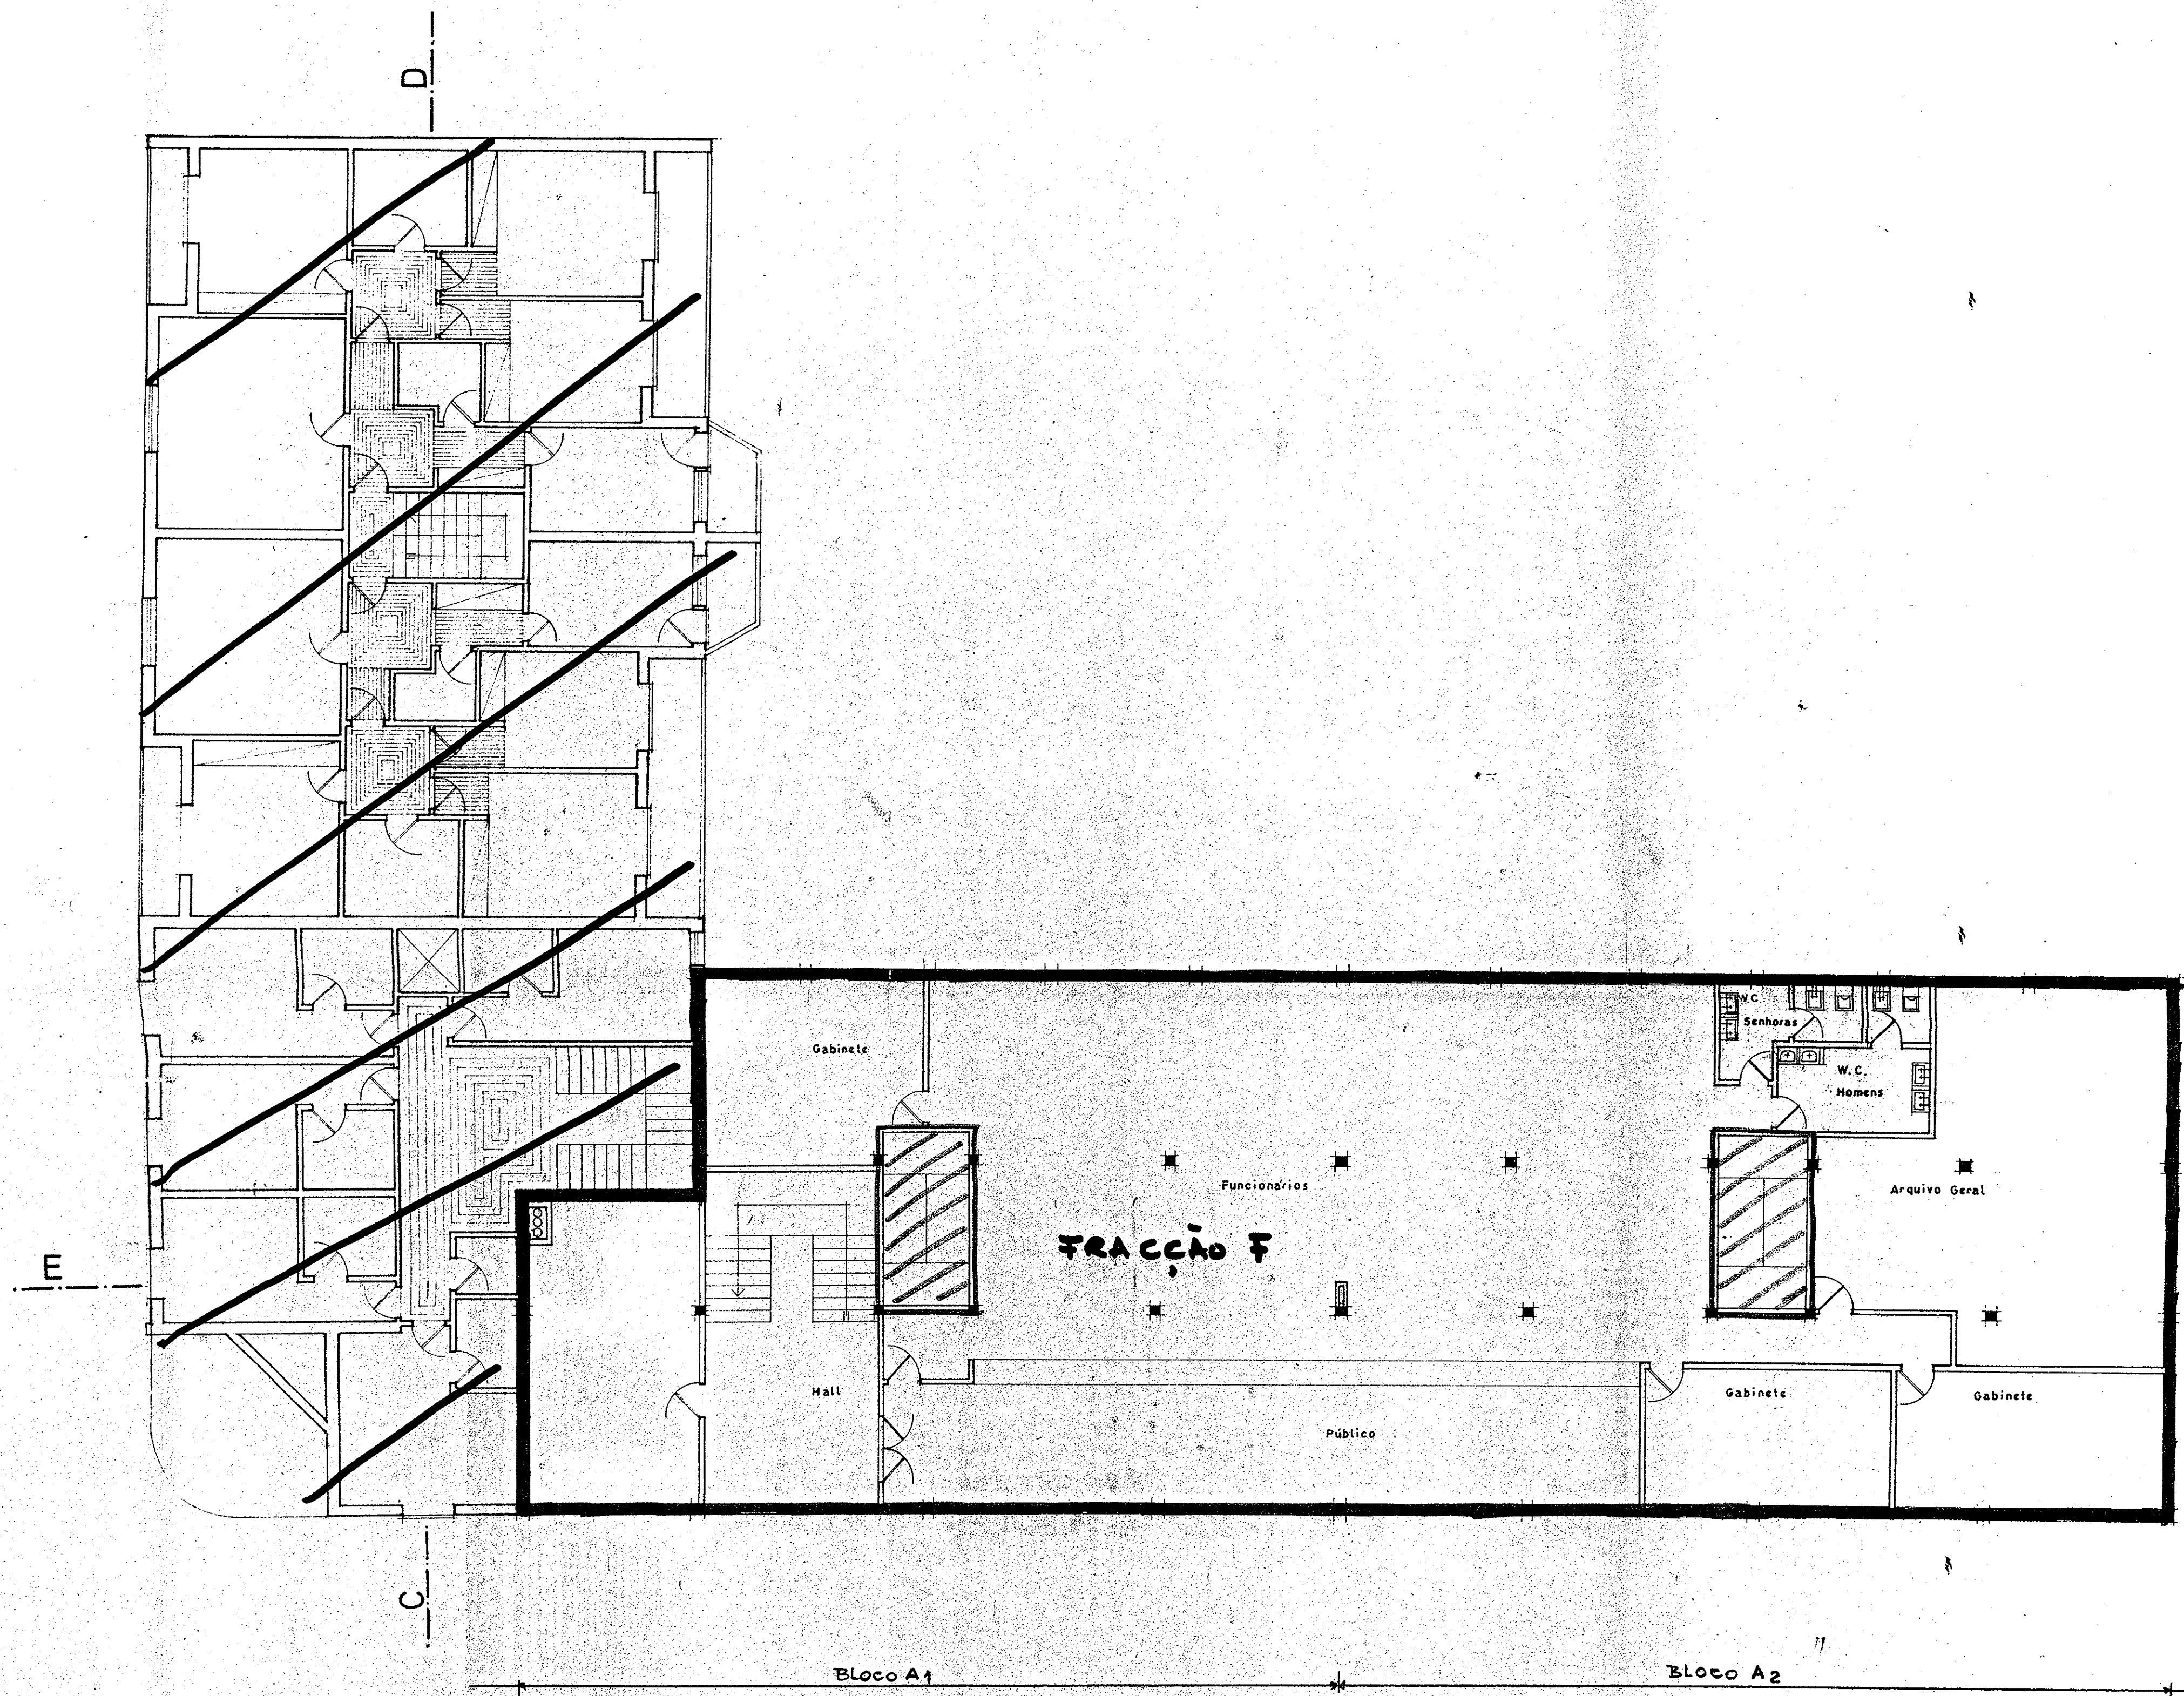 D
Gabinete
W.C.
Senhoras
W.C.
Homens
Funcionários
Arquivo Geral
FRACÇÃO F
E
Hall
Gabinete
Gabinete
Público
C
BLOCO A1
BLOCO A2